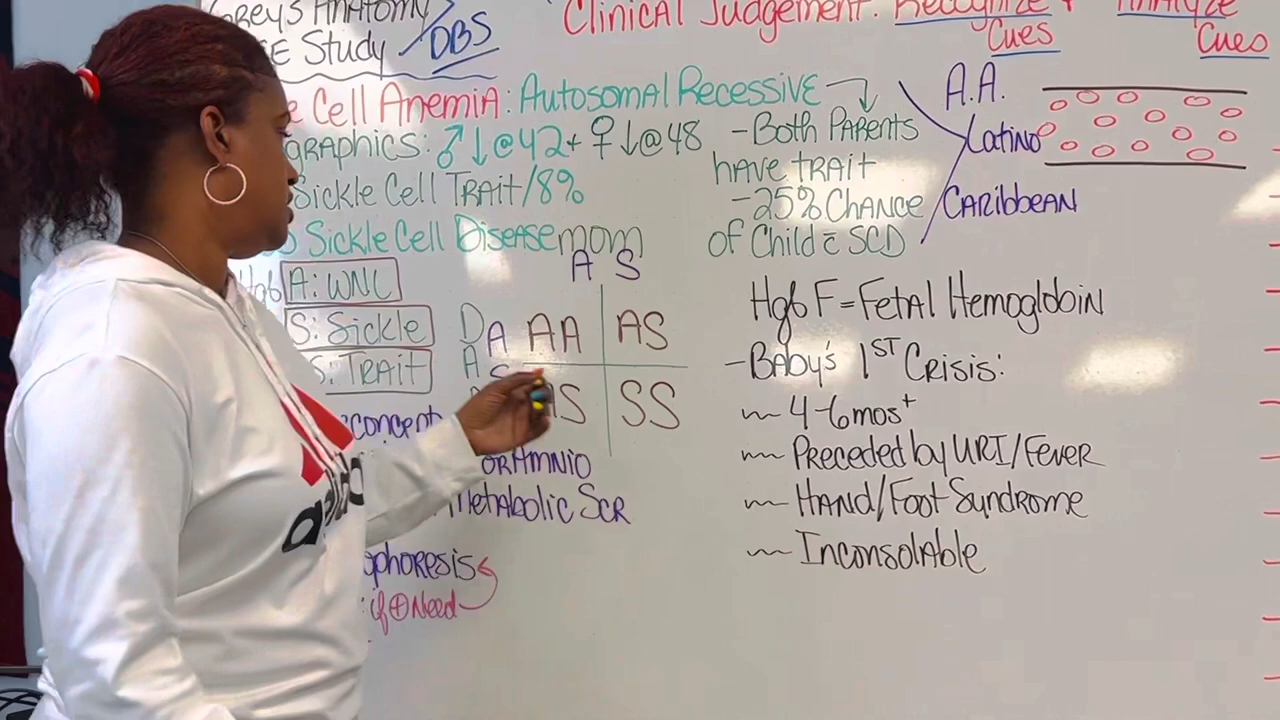 Grey's Anatomy
Study
DBS
Clinical Judgement: Recognize + Analyze
Cues Cues
Cell Anemia: Autosomal Recessive
♂↓@42+ ♀↓@48
Sickle Cell Trait/8%
Sickle Cell Disease
- Both Parents
have trait
- 25% Chance
of Child c̄ SCD
A.A.
Latino
Caribbean
mom
A S
A: WNL
S: Sickle
S: Trait
D A AA AS
A
S SS
or Amnio
Metabolic Scr
if ⊕ Need
Hgb F = Fetal Hemoglobin
- Baby's 1ST Crisis:
~ 4-6mos+
~ Preceded by URI/Fever
~ Hand/Foot Syndrome
~ Inconsolable